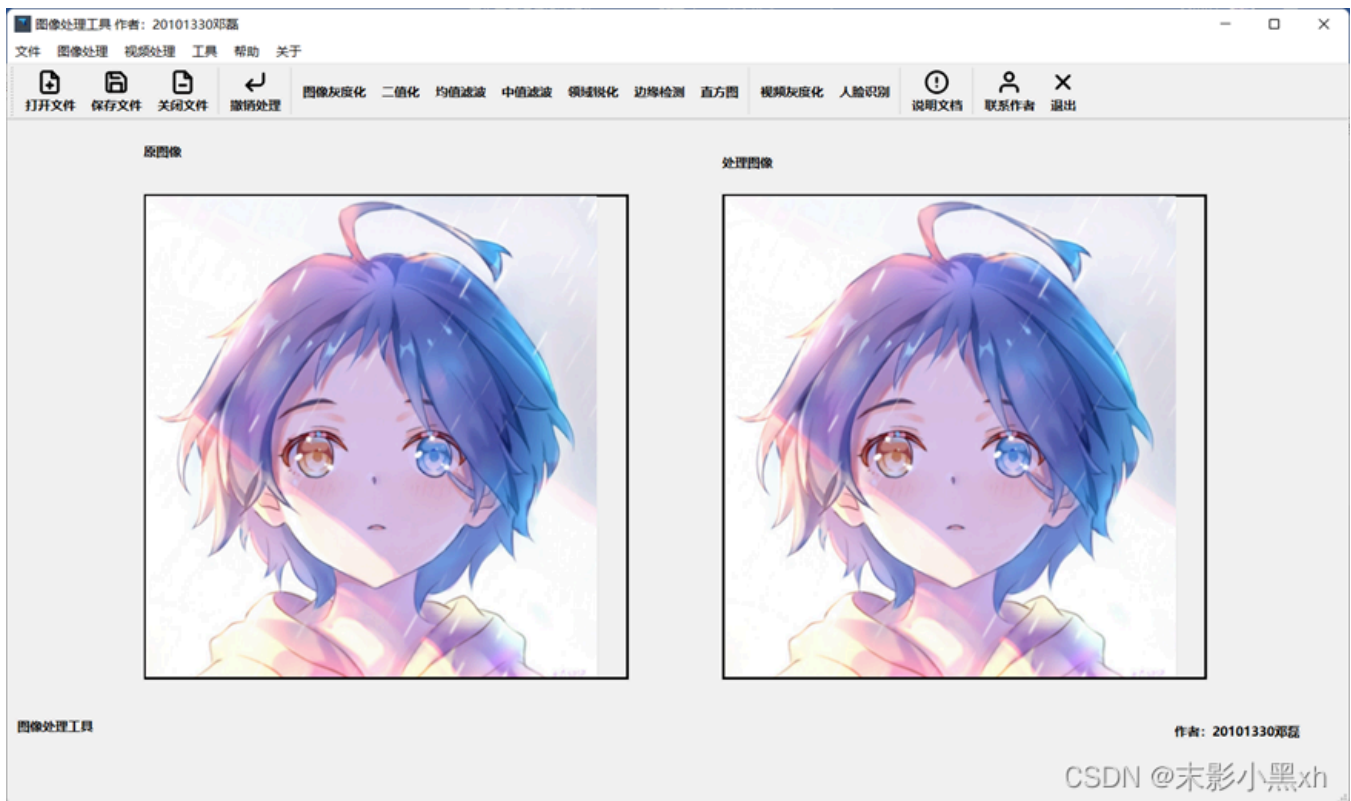 图像处理工具 作者：20101330邓磊
文件 图像处理 视频处理 工具 帮助 关于
打开文件 保存文件 关闭文件 撤销处理 图像灰度化 二值化 均值滤波 中值滤波 领域锐化 边缘检测 直方图 视频灰度化 人脸识别 说明文档 联系作者 退出
原图像
处理图像
图像处理工具
作者：20101330邓磊
CSDN @末影小黑xh